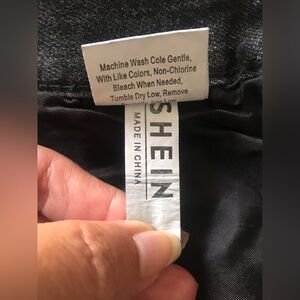 Machine Wash Cole Gentle,
With Like Colors, Non-Chlorine
Bleach When Needed,
Tumble Dry Low, Remove
SHEIN
MADE IN CHINA